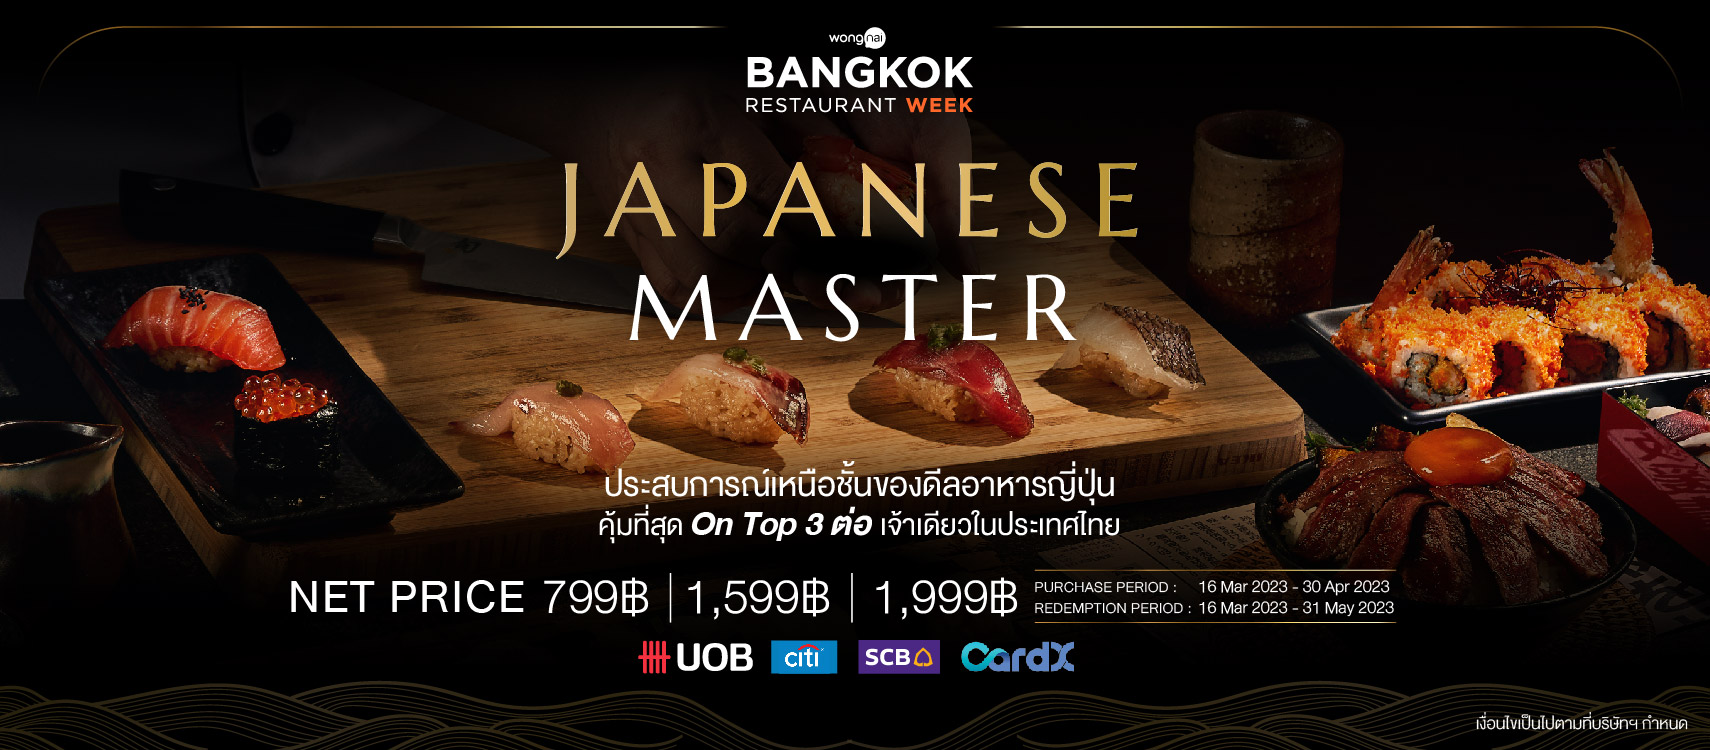 wongnai
BANGKOK
RESTAURANT WEEK
JAPANESE
MASTER
ประสบการณ์เหนือชั้นของดีลอาหารญี่ปุ่น
คุ้มที่สุด On Top 3 ต่อ เจ้าเดียวในประเทศไทย
NET PRICE 799฿ | 1,599฿ | 1,999฿
PURCHASE PERIOD : 16 Mar 2023 - 30 Apr 2023
REDEMPTION PERIOD : 16 Mar 2023 - 31 May 2023
UOB citi SCB CardX
เงื่อนไขเป็นไปตามที่บริษัทฯ กำหนด